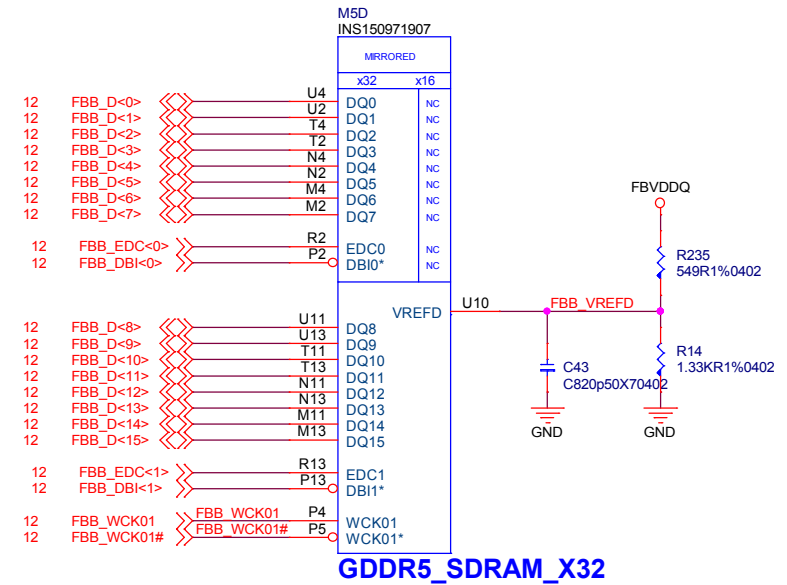 M5D
INS150971907
MIRRORED
x32 x16
12 FBB_D<0> U4 DQ0 NC
12 FBB_D<1> U2 DQ1 NC
12 FBB_D<2> T4 DQ2 NC
12 FBB_D<3> T2 DQ3 NC
12 FBB_D<4> N4 DQ4 NC
12 FBB_D<5> N2 DQ5 NC
12 FBB_D<6> M4 DQ6 NC
12 FBB_D<7> M2 DQ7 NC
12 FBB_EDC<0> R2 EDC0 NC
12 FBB_DBI<0> P2 DBI0* NC
FBVDDQ
R235
549R1%0402
VREFD U10 FBB_VREFD
12 FBB_D<8> U11 DQ8
12 FBB_D<9> U13 DQ9
12 FBB_D<10> T11 DQ10
12 FBB_D<11> T13 DQ11
12 FBB_D<12> N11 DQ12
12 FBB_D<13> N13 DQ13
12 FBB_D<14> M11 DQ14
12 FBB_D<15> M13 DQ15
R14
1.33KR1%0402
C43
C820p50X70402
GND GND
12 FBB_EDC<1> R13 EDC1
12 FBB_DBI<1> P13 DBI1*
12 FBB_WCK01 FBB_WCK01 P4 WCK01
12 FBB_WCK01# FBB_WCK01# P5 WCK01*
GDDR5_SDRAM_X32